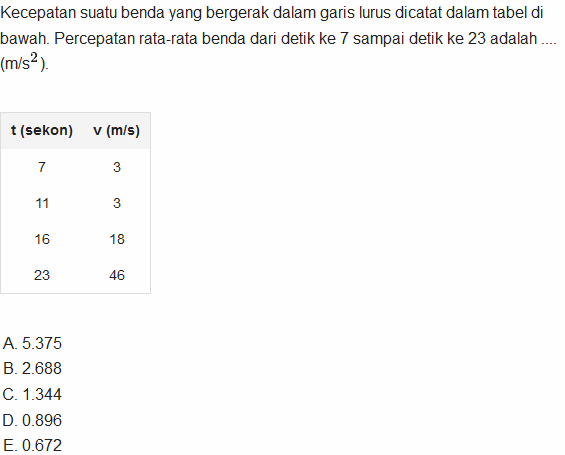 Kecepatan suatu benda yang bergerak dalam garis lurus dicatat dalam tabel di
bawah. Percepatan rata-rata benda dari detik ke 7 sampai detik ke 23 adalah ....
(m/s²).
t (sekon) v (m/s)
7 3
11 3
16 18
23 46
A. 5.375
B. 2.688
C. 1.344
D. 0.896
E. 0.672